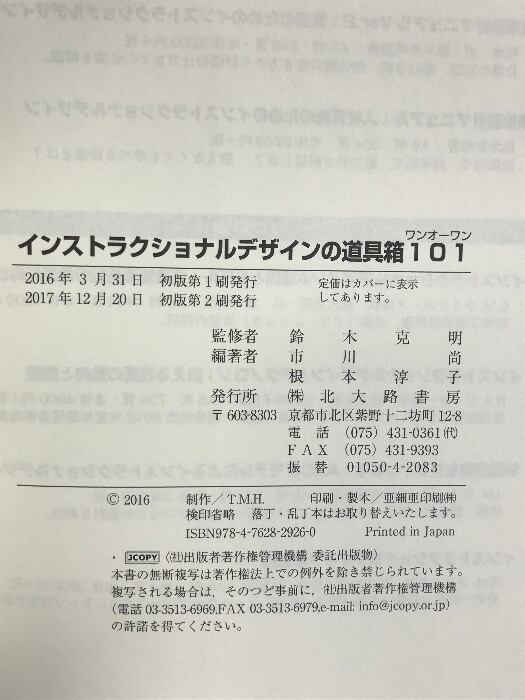 ワンオーワン
インストラクショナルデザインの道具箱101
2016年3月31日 初版第1刷発行
2017年12月20日 初版第2刷発行
定価はカバーに表示
してあります。
監修者 鈴木克明
編著者 市川尚
根本淳子
発行所 ㈱北大路書房
〒603-8303 京都市北区紫野十二坊町12-8
電話 (075) 431-0361㈹
FAX (075) 431-9393
振替 01050-4-2083
©2016 制作/T.M.H. 印刷・製本/亜細亜印刷㈱
検印省略 落丁・乱丁本はお取り替えいたします。
ISBN978-4-7628-2926-0 Printed in Japan
・JCOPY〈㈳出版者著作権管理機構 委託出版物〉
本書の無断複写は著作権法上での例外を除き禁じられています。
複写される場合は，そのつど事前に，㈳出版者著作権管理機構
(電話 03-3513-6969,FAX 03-3513-6979,e-mail: info@jcopy.or.jp)
の許諾を得てください。